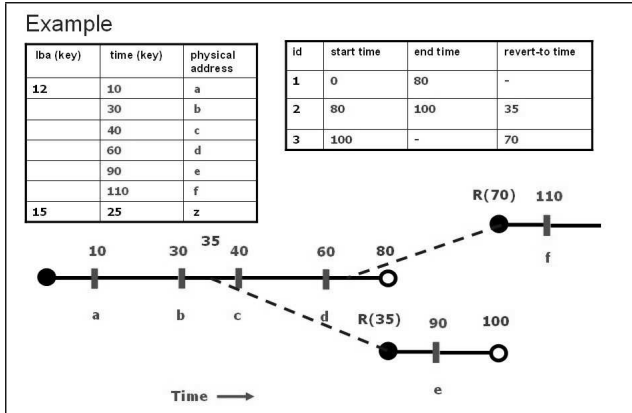 Example
lba (key) time (key) physical address
12 10 a
30 b
40 c
60 d
90 e
110 f
15 25 z
id start time end time revert-to time
1 0 80 -
2 80 100 35
3 100 - 70
R(70) 110
f
10 30 35 40 60 80
a b c d
R(35) 90 100
e
Time